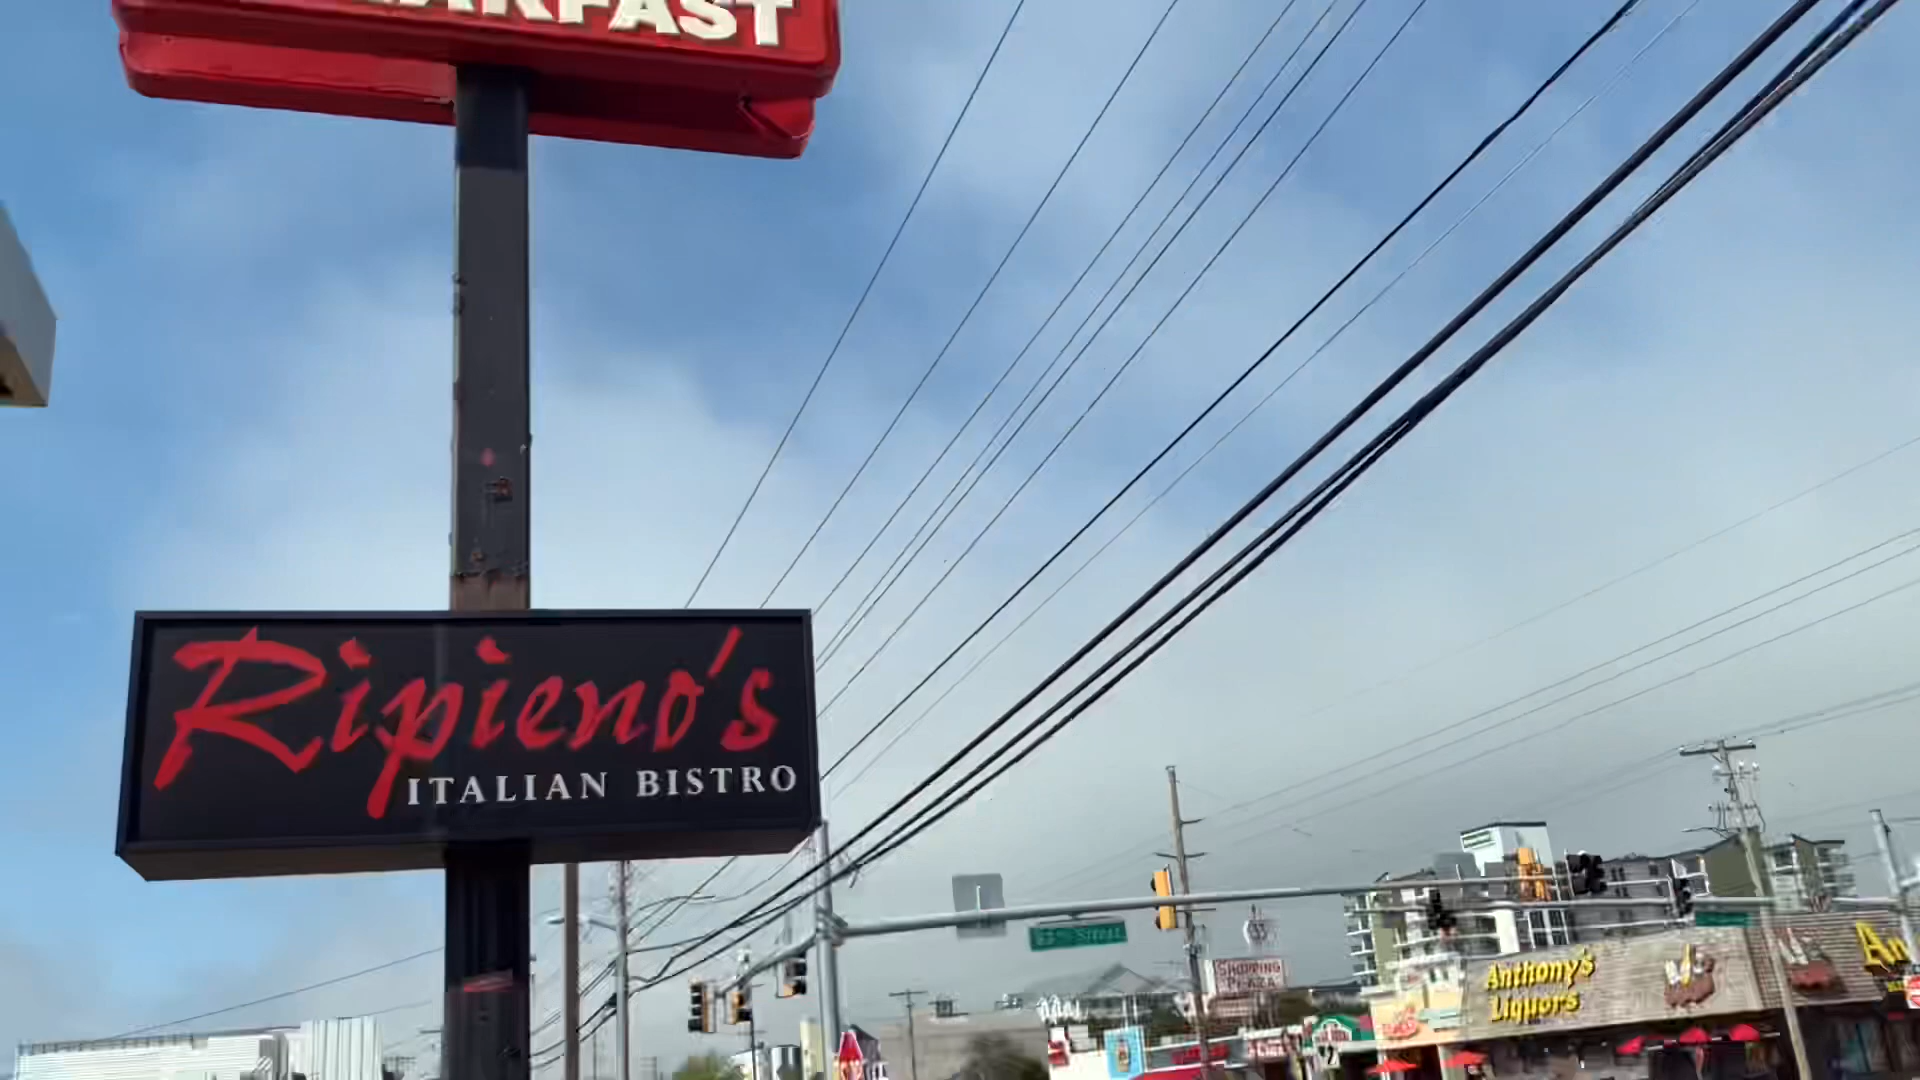 Ripieno's
ITALIAN BISTRO
SHOPPING
PLAZA
Anthony's
Liquors